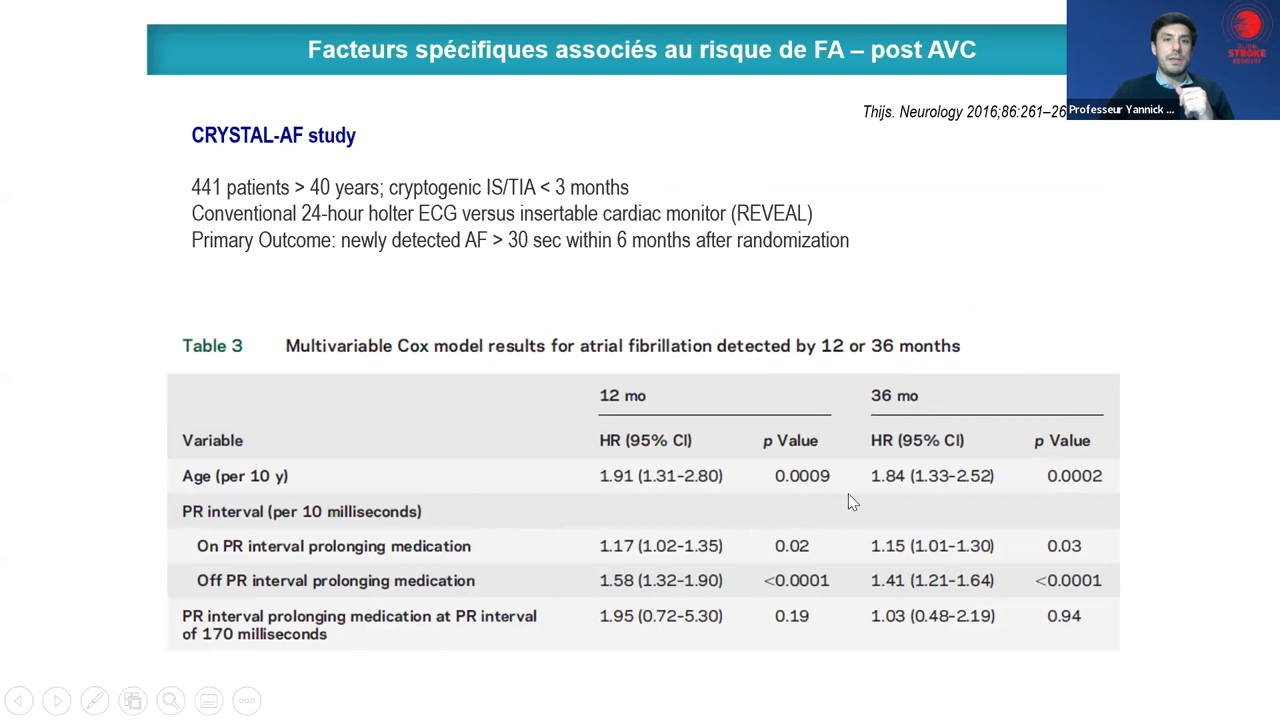 Facteurs spécifiques associés au risque de FA – post AVC
STROKE
Professeur Yannick ...
Thijs. Neurology 2016;86:261–26
CRYSTAL-AF study
441 patients > 40 years; cryptogenic IS/TIA < 3 months
Conventional 24-hour holter ECG versus insertable cardiac monitor (REVEAL)
Primary Outcome: newly detected AF > 30 sec within 6 months after randomization
Table 3 Multivariable Cox model results for atrial fibrillation detected by 12 or 36 months
12 mo 36 mo
Variable HR (95% CI) p Value HR (95% CI) p Value
Age (per 10 y) 1.91 (1.31–2.80) 0.0009 1.84 (1.33–2.52) 0.0002
PR interval (per 10 milliseconds)
On PR interval prolonging medication 1.17 (1.02–1.35) 0.02 1.15 (1.01–1.30) 0.03
Off PR interval prolonging medication 1.58 (1.32–1.90) <0.0001 1.41 (1.21–1.64) <0.0001
PR interval prolonging medication at PR interval 1.95 (0.72–5.30) 0.19 1.03 (0.48–2.19) 0.94
of 170 milliseconds